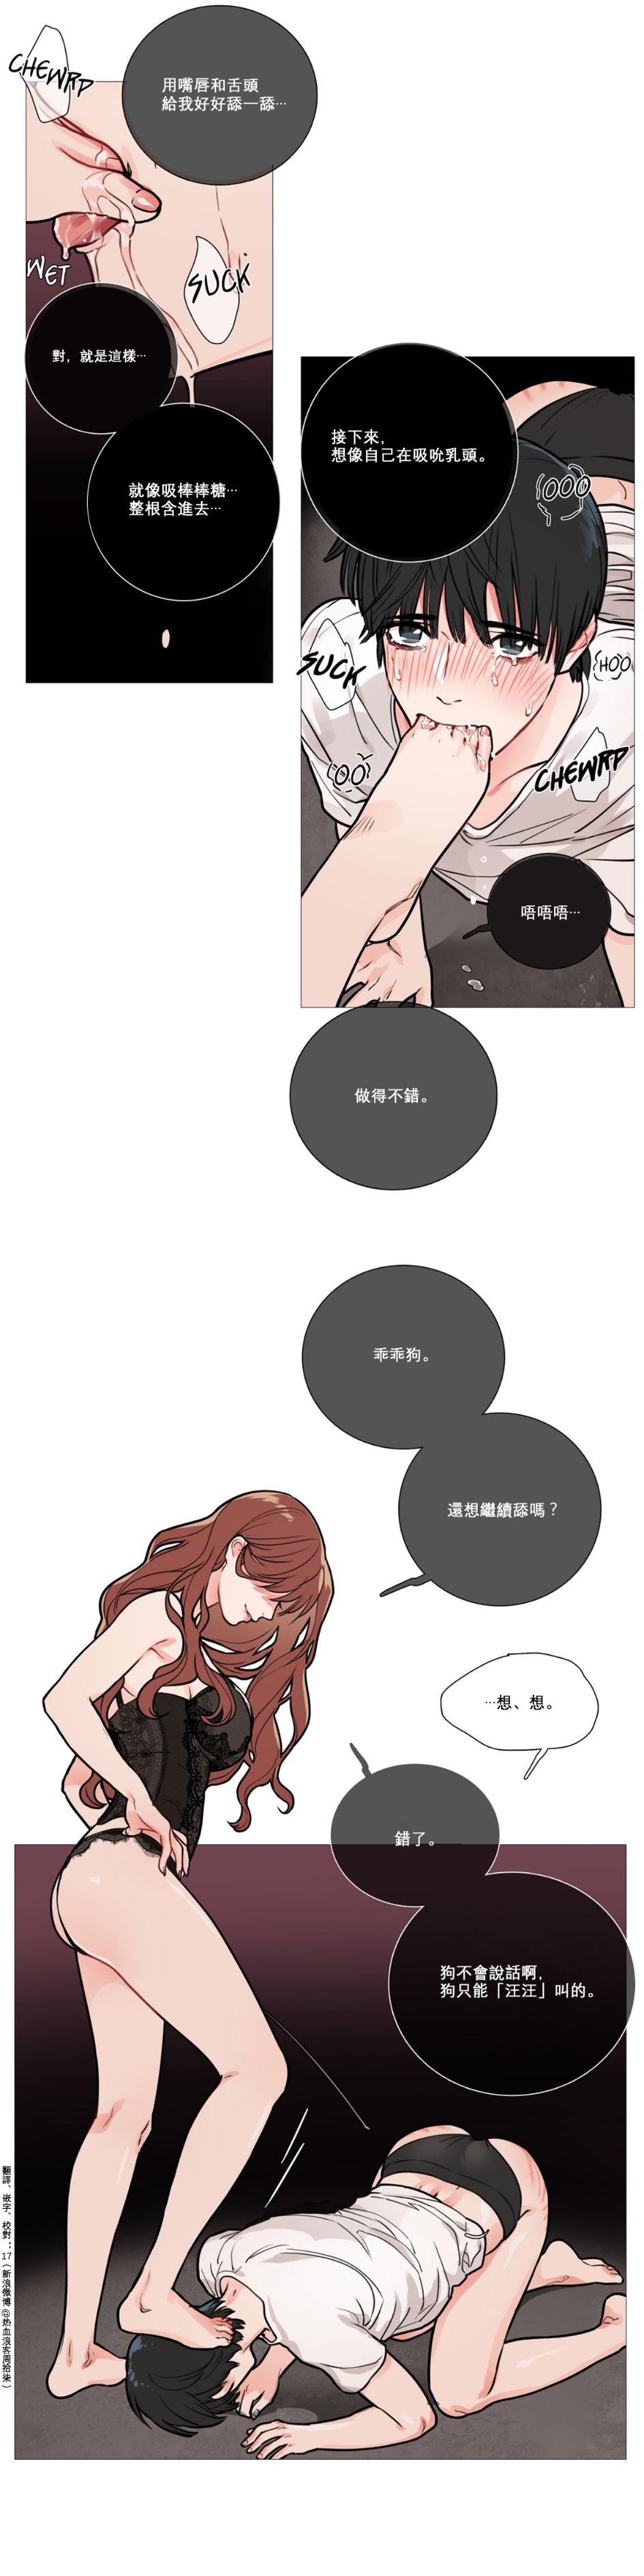 CHEWRP
用嘴唇和舌頭
給我好好舔一舔…
WET
SUCK
對，就是這樣…
就像吸棒棒糖…
整根含進去…
接下來，
想像自己在吸吮乳頭。
OOO
SUCK
HOO
OO
CHEWRP
唔唔唔…
做得不錯。
乖乖狗。
還想繼續舔嗎？
…想、想。
錯了。
狗不會說話啊，
狗只能「汪汪」叫的。
翻譯、嵌字、校對：17（新浪微博@热血浪客周拾柒）